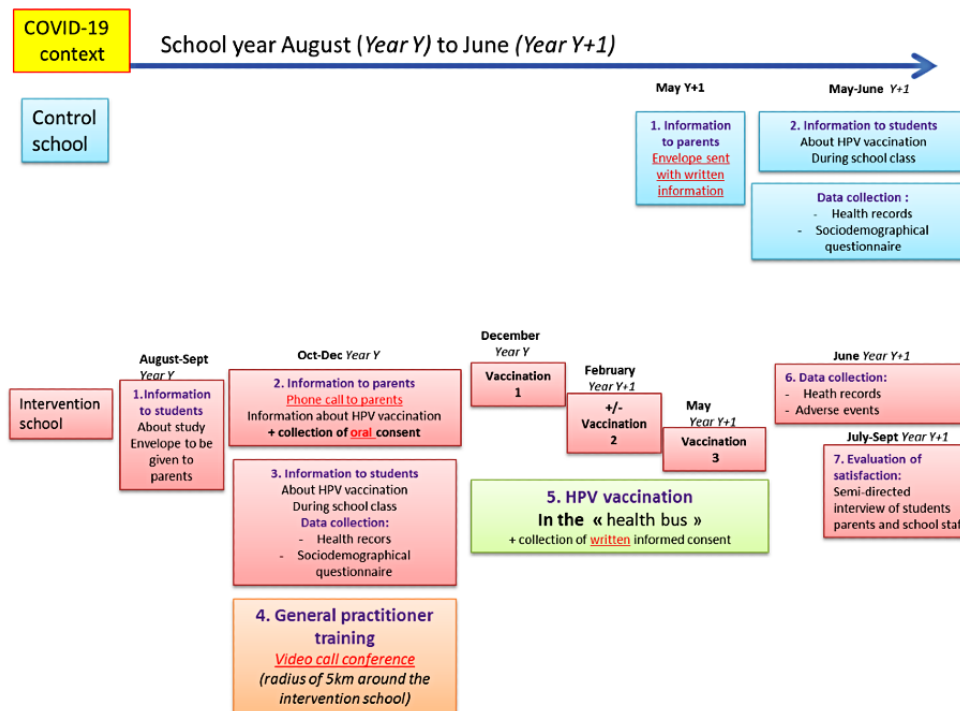 COVID-19
context
School year August (Year Y) to June (Year Y+1)
Control
school
May Y+1
1. Information
to parents
Envelope sent
with written
information
May-June Y+1
2. Information to students
About HPV vaccination
During school class
Data collection :
- Health records
- Sociodemographical
questionnaire
Intervention
school
August-Sept
Year Y
1.Information
to students
About study
Envelope to be
given to
parents
Oct-Dec Year Y
2. Information to parents
Phone call to parents
Information about HPV vaccination
+ collection of oral consent
3. Information to students
About HPV vaccination
During school class
Data collection:
- Health recors
- Sociodemographical
questionnaire
4. General practitioner
training
Video call conference
(radius of 5km around the
intervention school)
December
Year Y
Vaccination
1
February
Year Y+1
+/-
Vaccination
2
May
Year Y+1
Vaccination
3
5. HPV vaccination
In the « health bus »
+ collection of written informed consent
June Year Y+1
6. Data collection:
- Heath records
- Adverse events
July-Sept Year Y+1
7. Evaluation of
satisfaction:
Semi-directed
interview of students
parents and school staf